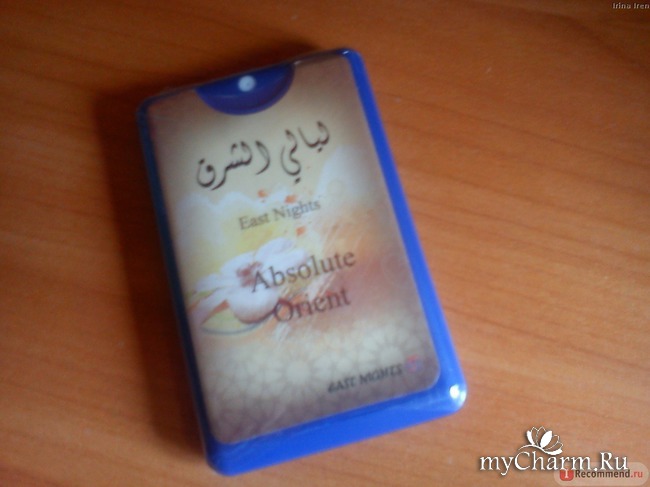 Irina Iren
ليالي الشرق
East Nights
Absolute
Orient
EAST NIGHTS
myCharm.Ru
iRecommend.ru